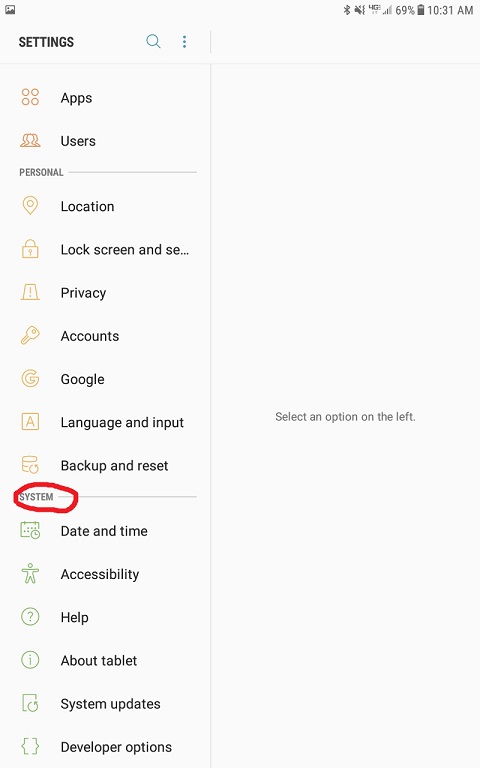 4G 69% 10:31 AM
SETTINGS
Apps
Users
PERSONAL
Location
Lock screen and se...
Privacy
Accounts
Google
Language and input
Backup and reset
Select an option on the left.
SYSTEM
Date and time
Accessibility
Help
About tablet
System updates
Developer options